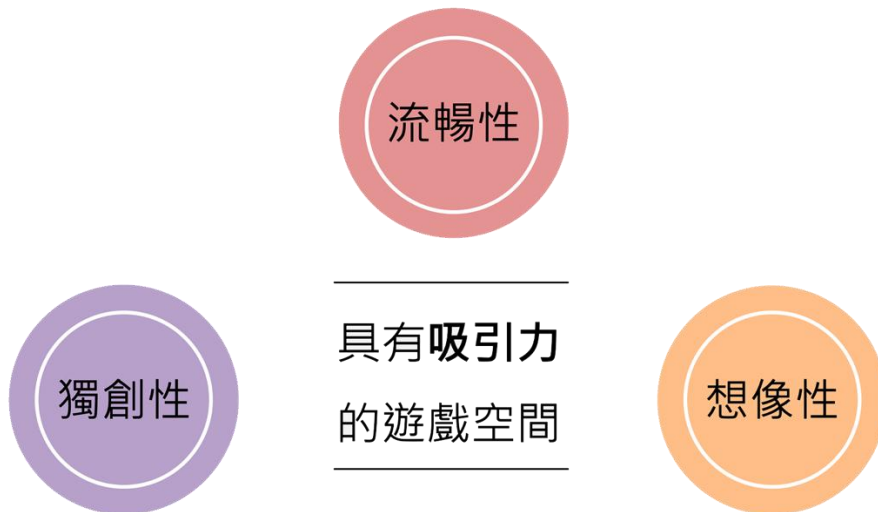 流暢性
具有吸引力
的遊戲空間
獨創性
想像性